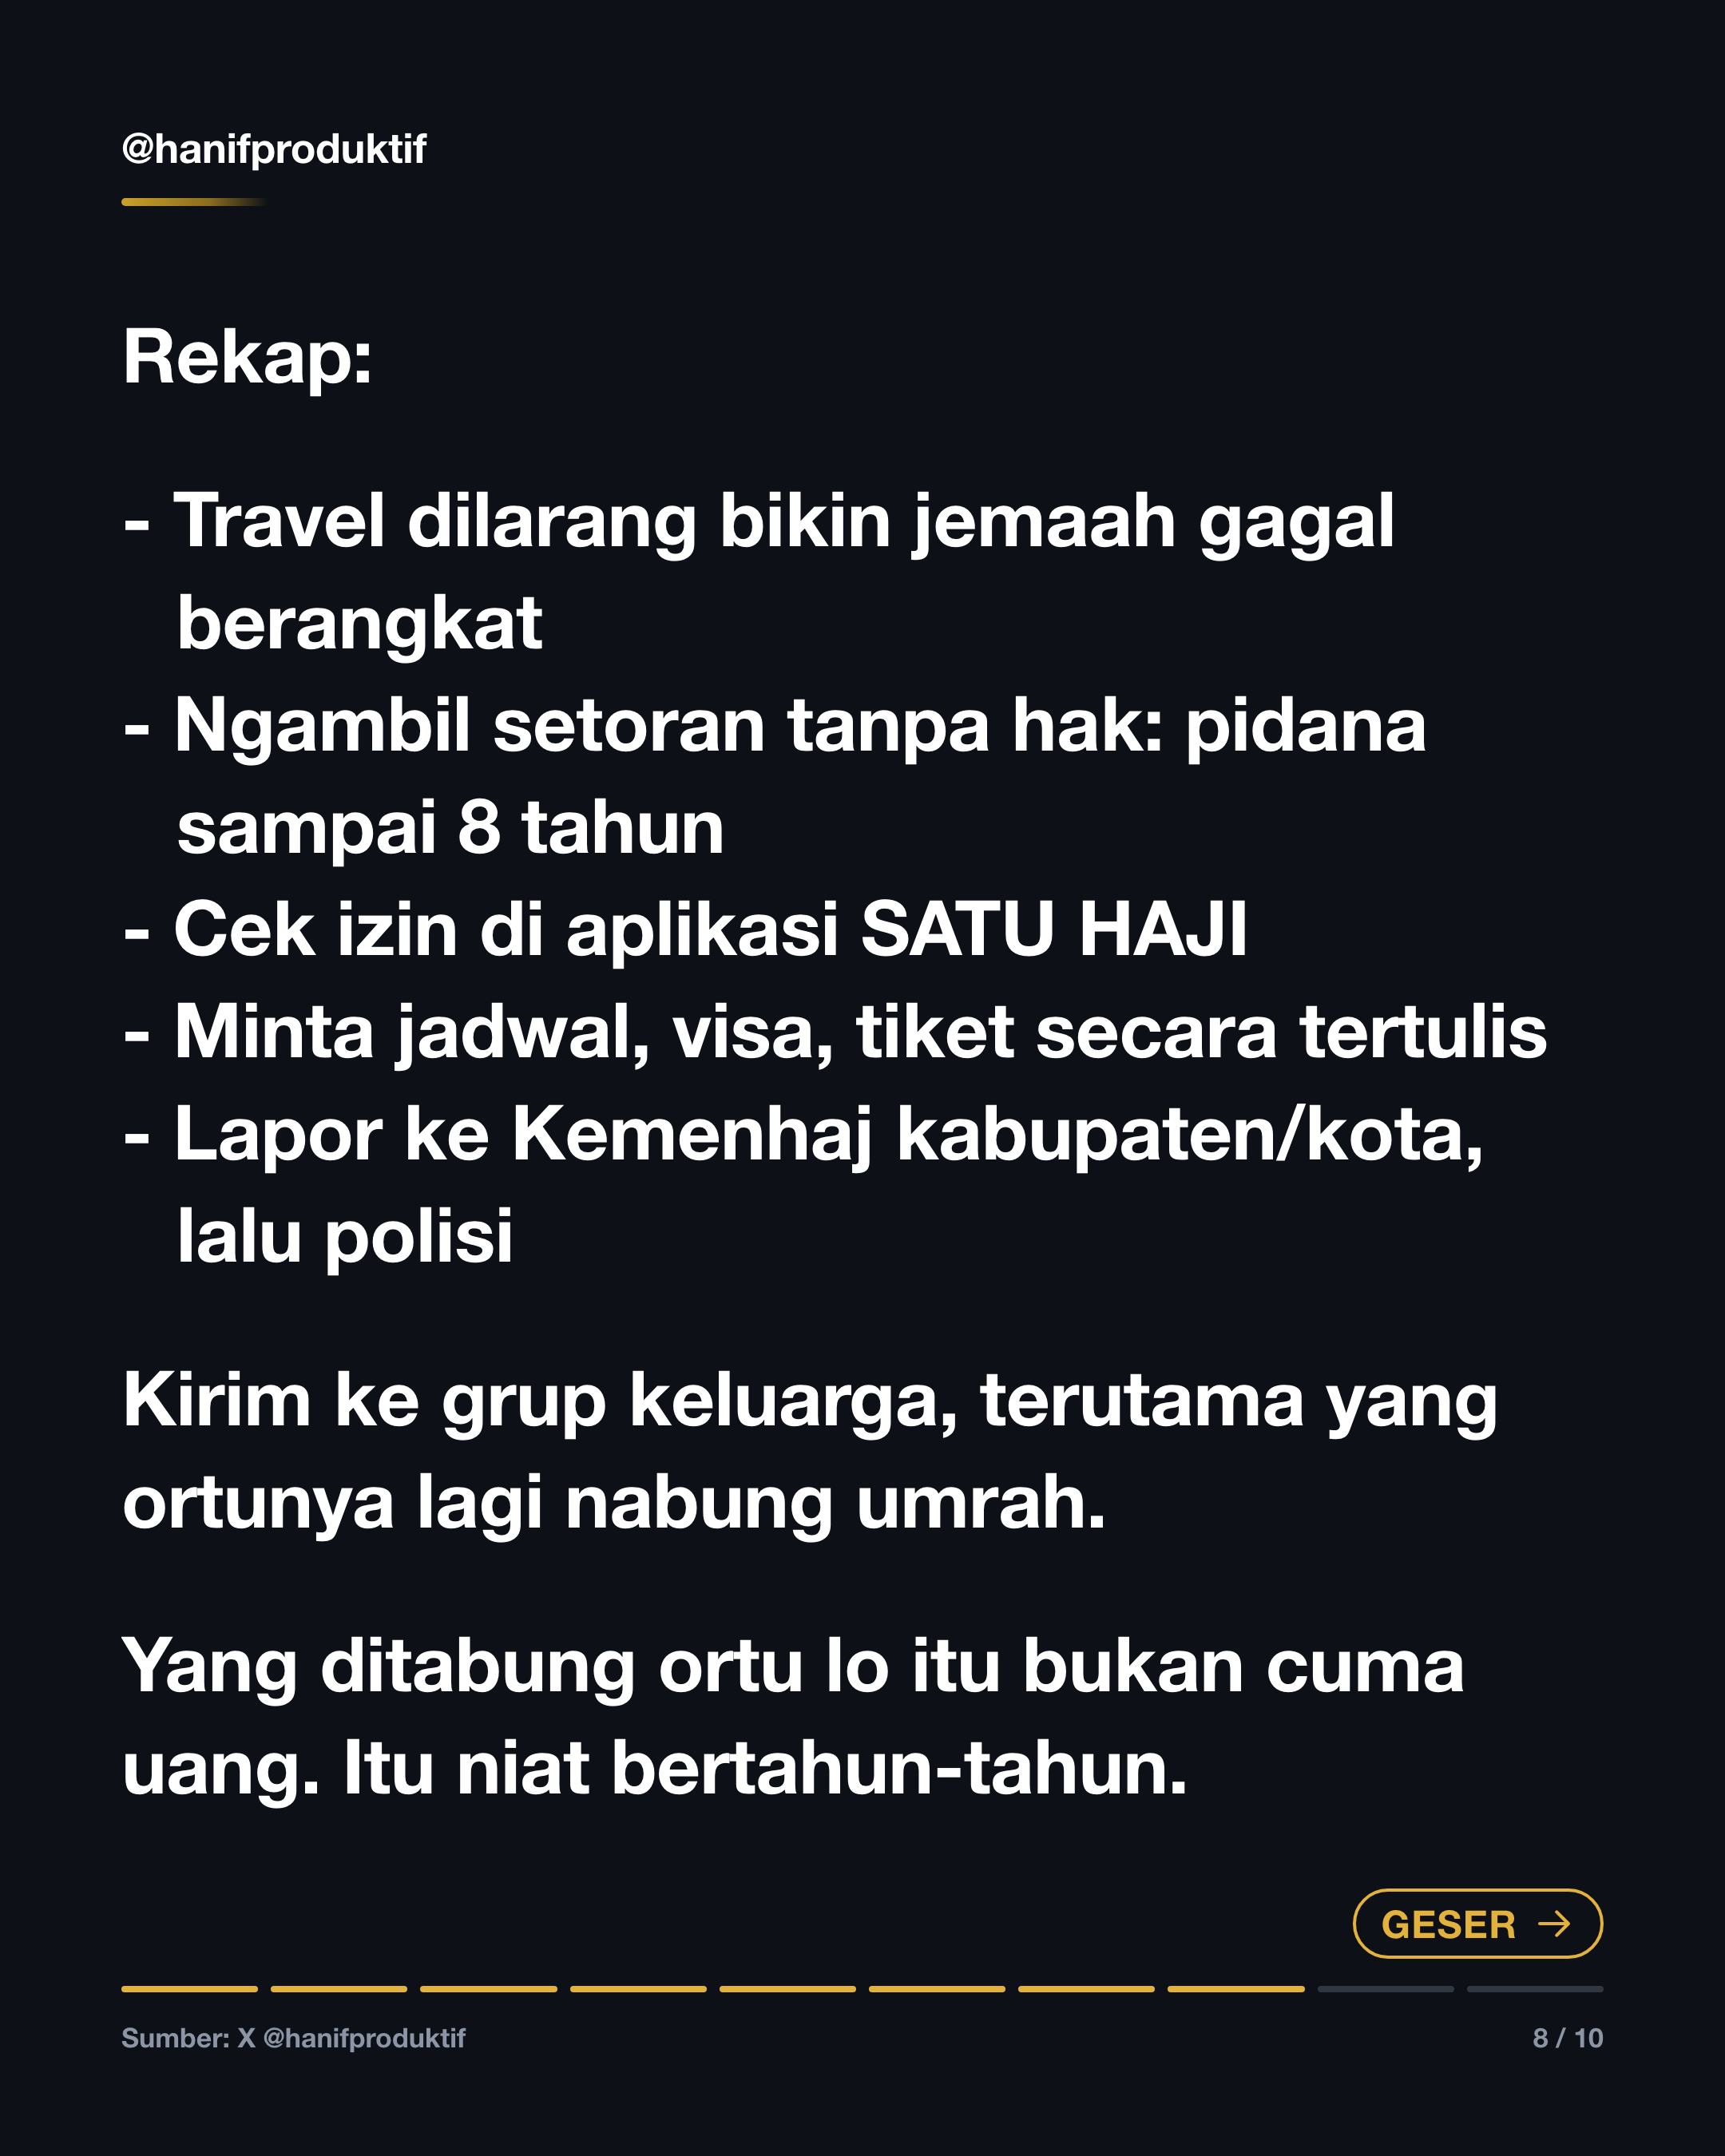 @hanifproduktif
Rekap:
- Travel dilarang bikin jemaah gagal
berangkat
- Ngambil setoran tanpa hak: pidana
sampai 8 tahun
- Cek izin di aplikasi SATU HAJI
- Minta jadwal, visa, tiket secara tertulis
- Lapor ke Kemenhaj kabupaten/kota,
lalu polisi
Kirim ke grup keluarga, terutama yang
ortunya lagi nabung umrah.
Yang ditabung ortu lo itu bukan cuma
uang. Itu niat bertahun-tahun.
GESER →
Sumber: X @hanifproduktif
8 / 10